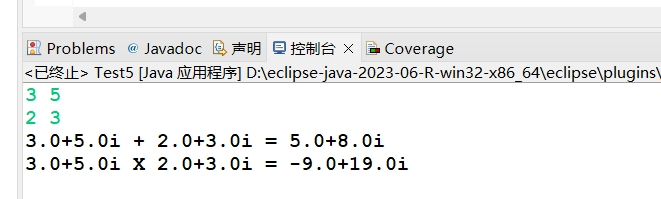 Problems @ Javadoc 声明 控制台 Coverage
<已终止> Test5 [Java 应用程序] D:\eclipse-java-2023-06-R-win32-x86_64\eclipse\plugins\
3 5
2 3
3.0+5.0i + 2.0+3.0i = 5.0+8.0i
3.0+5.0i X 2.0+3.0i = -9.0+19.0i